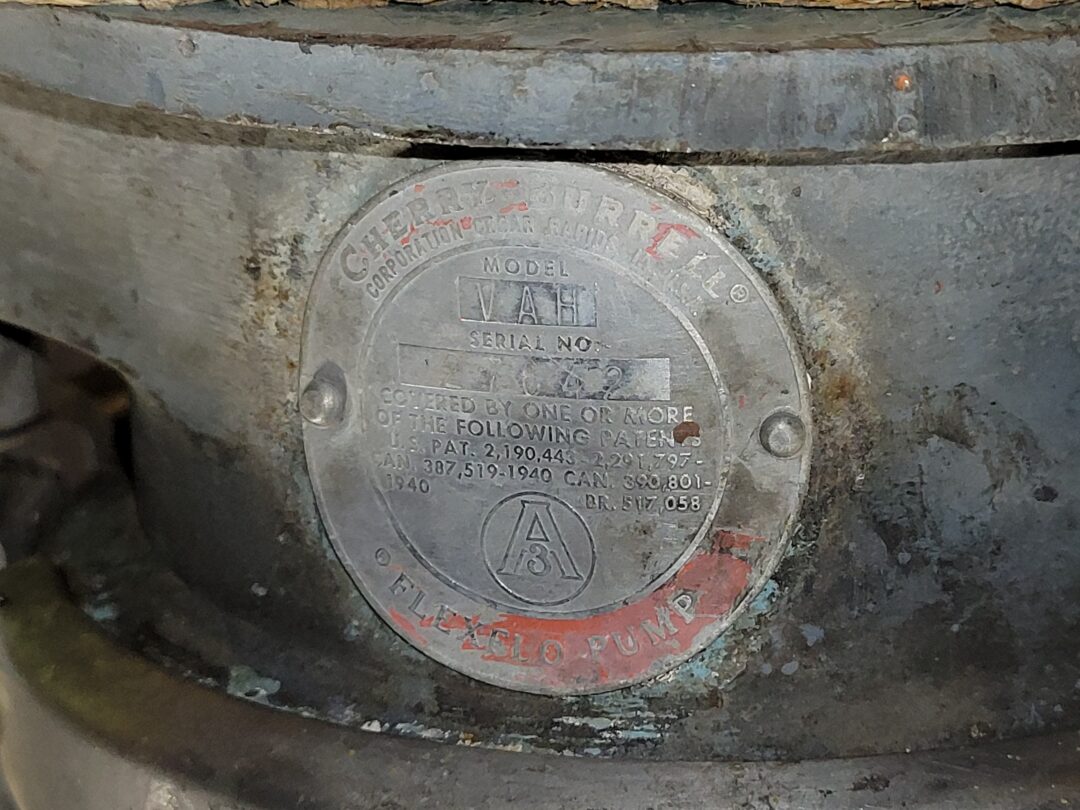 CHERRY-BURRELL®
CORPORATION CEDAR RAPIDS
MODEL
VAH
SERIAL NO:
COVERED BY ONE OR MORE
OF THE FOLLOWING PATENTS
PAT. 2,190,443-2,291,797-
AN. 387,519-1940 CAN. 390,801-
1940
BR. 517,058
A
3
FLEXFLO PUMP